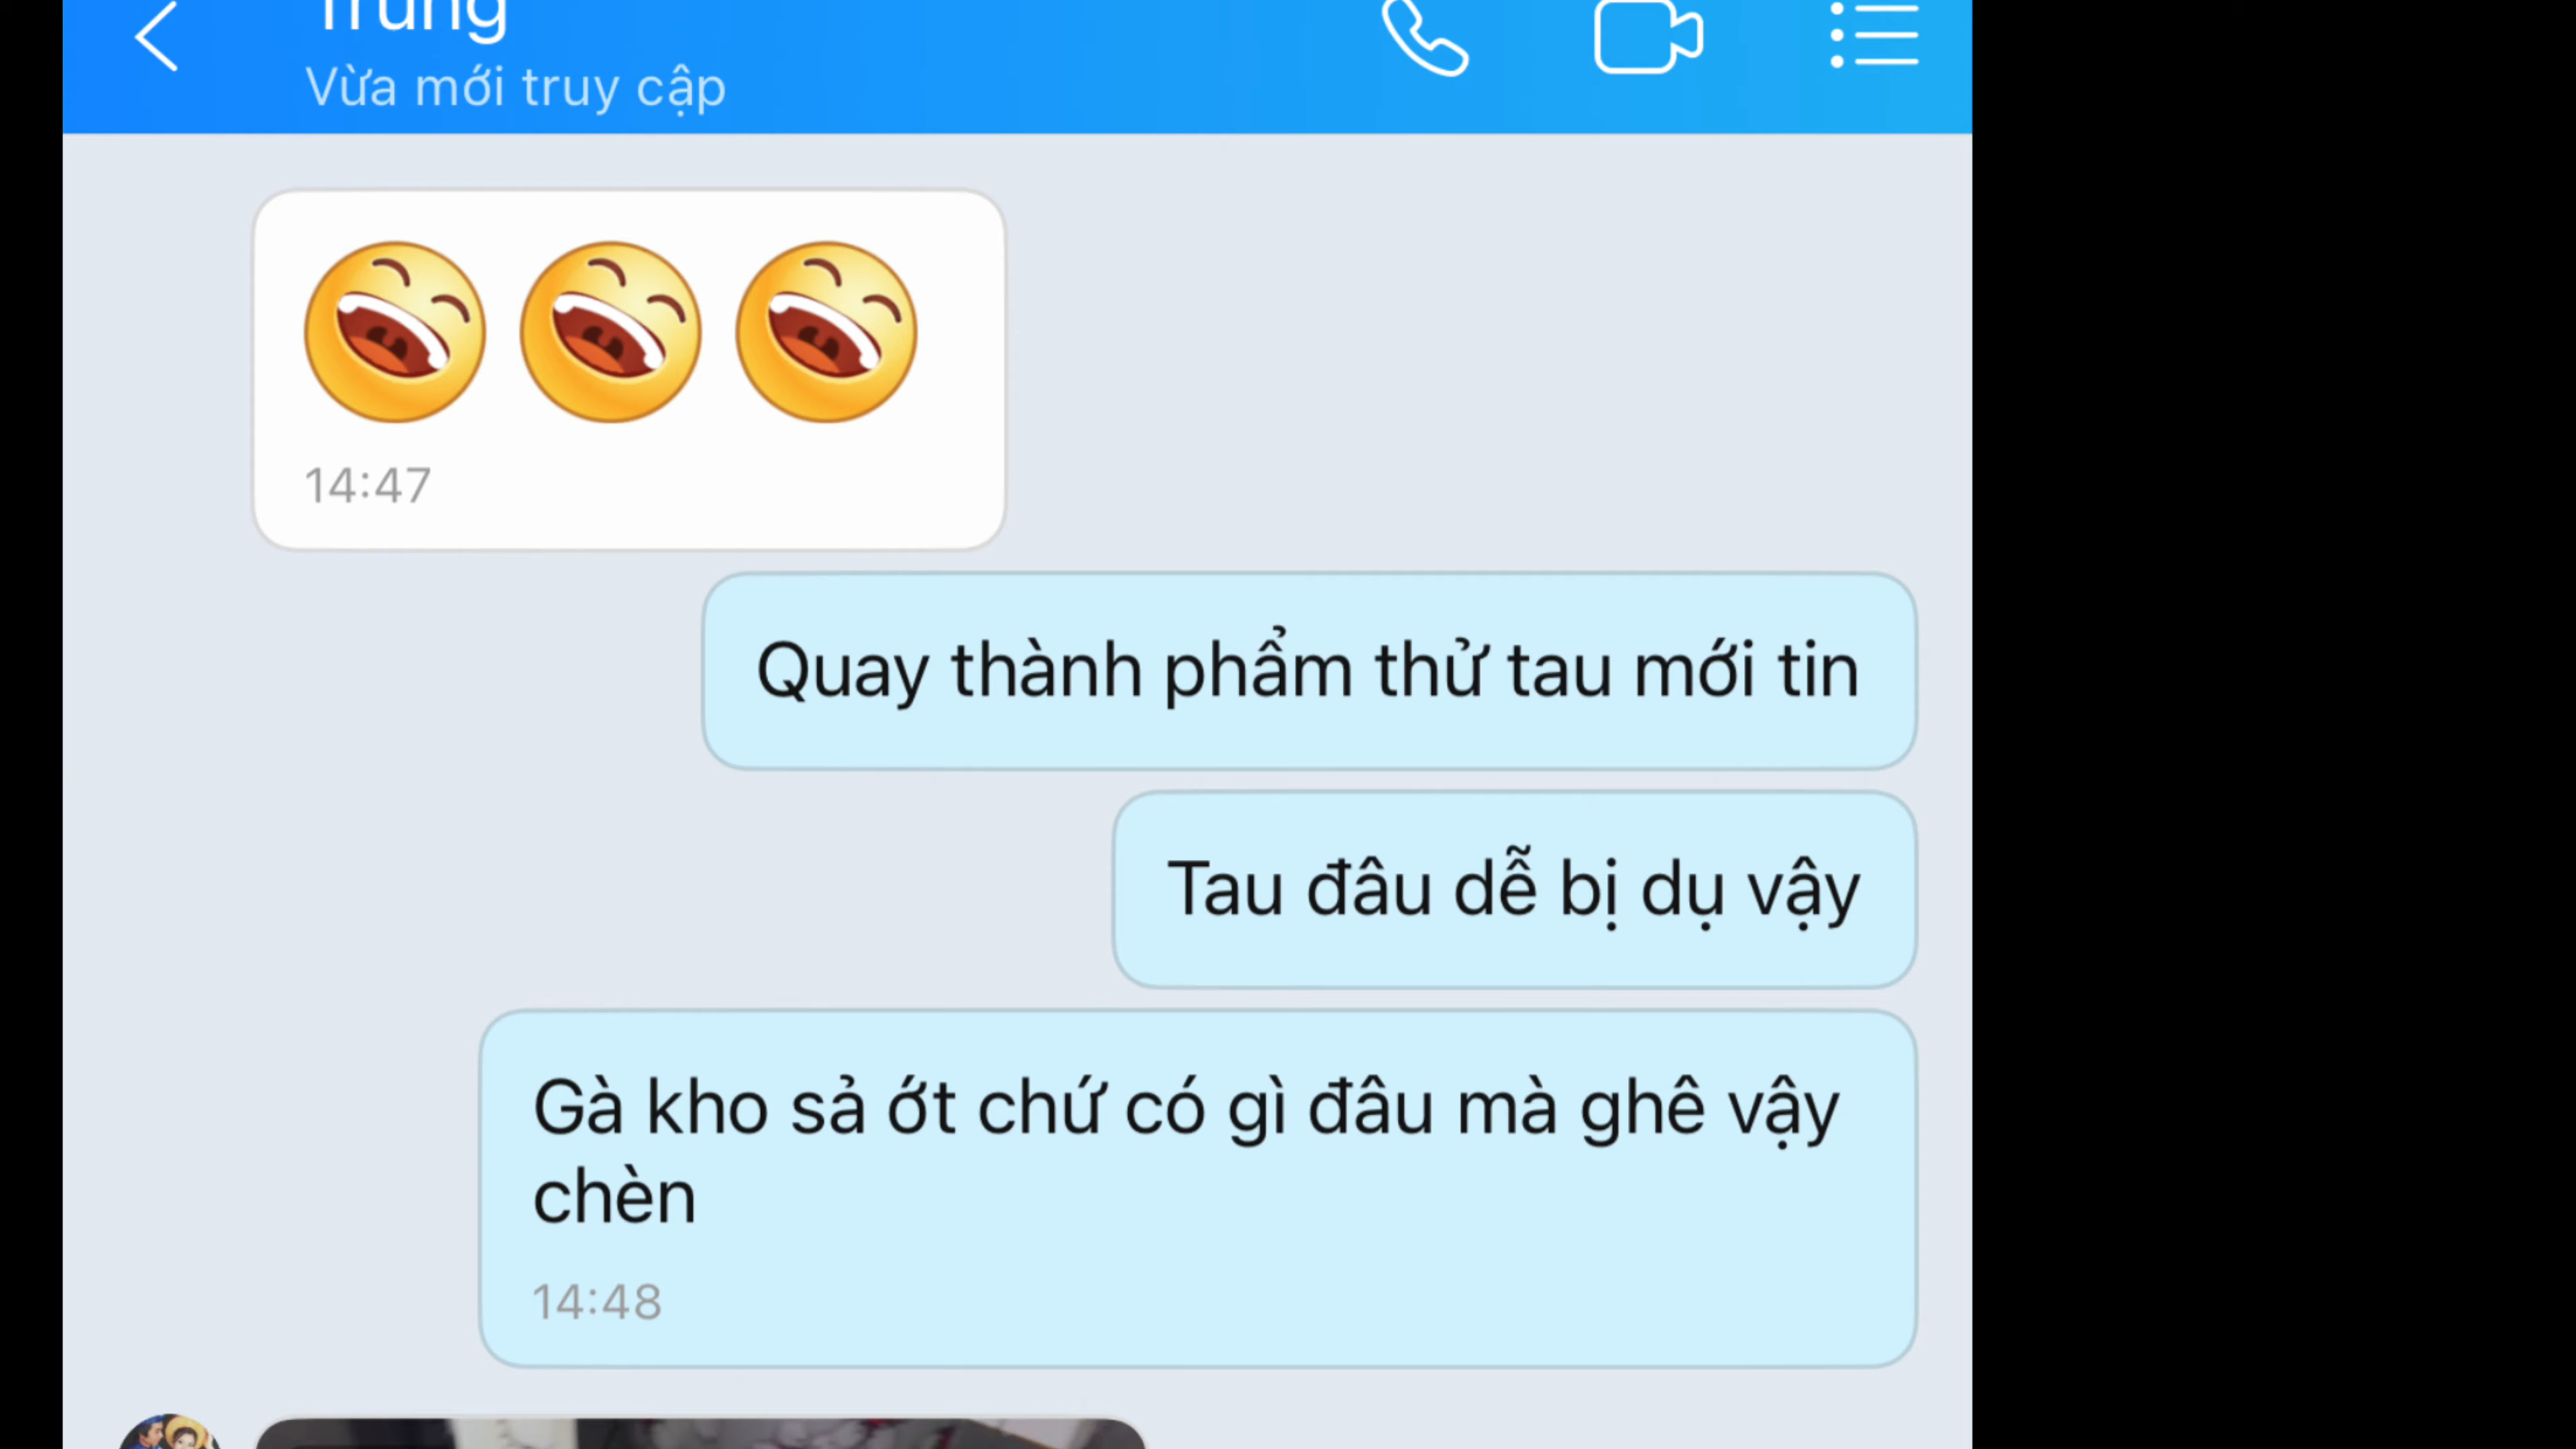 Trung
Vừa mới truy cập
14:47
Quay thành phẩm thử tau mới tin
Tau đâu dễ bị dụ vậy
Gà kho sả ớt chứ có gì đâu mà ghê vậy
chèn
14:48